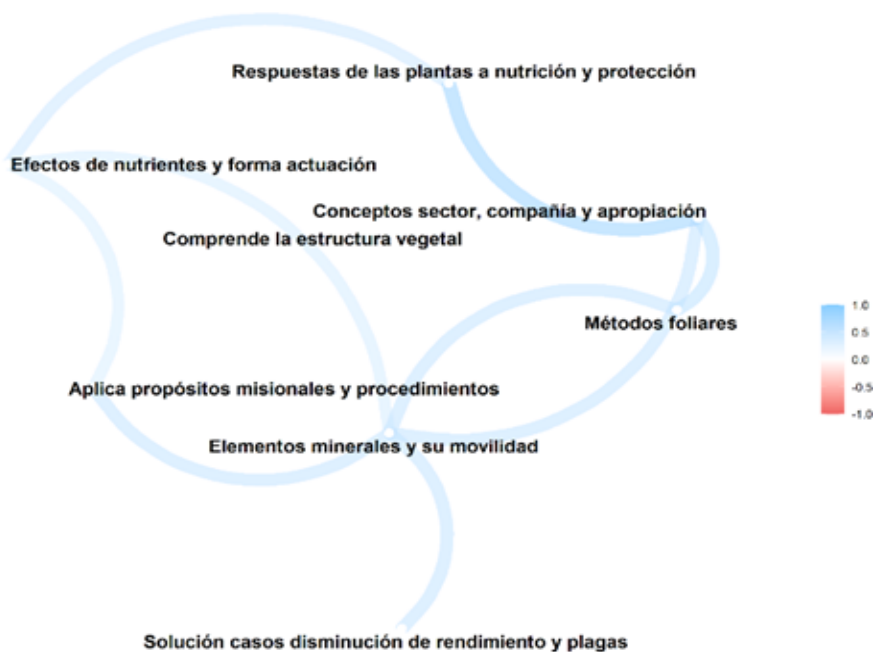 Respuestas de las plantas a nutrición y protección
Efectos de nutrientes y forma actuación
Conceptos sector, compañía y apropiación
Comprende la estructura vegetal
Métodos foliares
1.0
0.5
0.0
-0.5
-1.0
Aplica propósitos misionales y procedimientos
Elementos minerales y su movilidad
Solución casos disminución de rendimiento y plagas